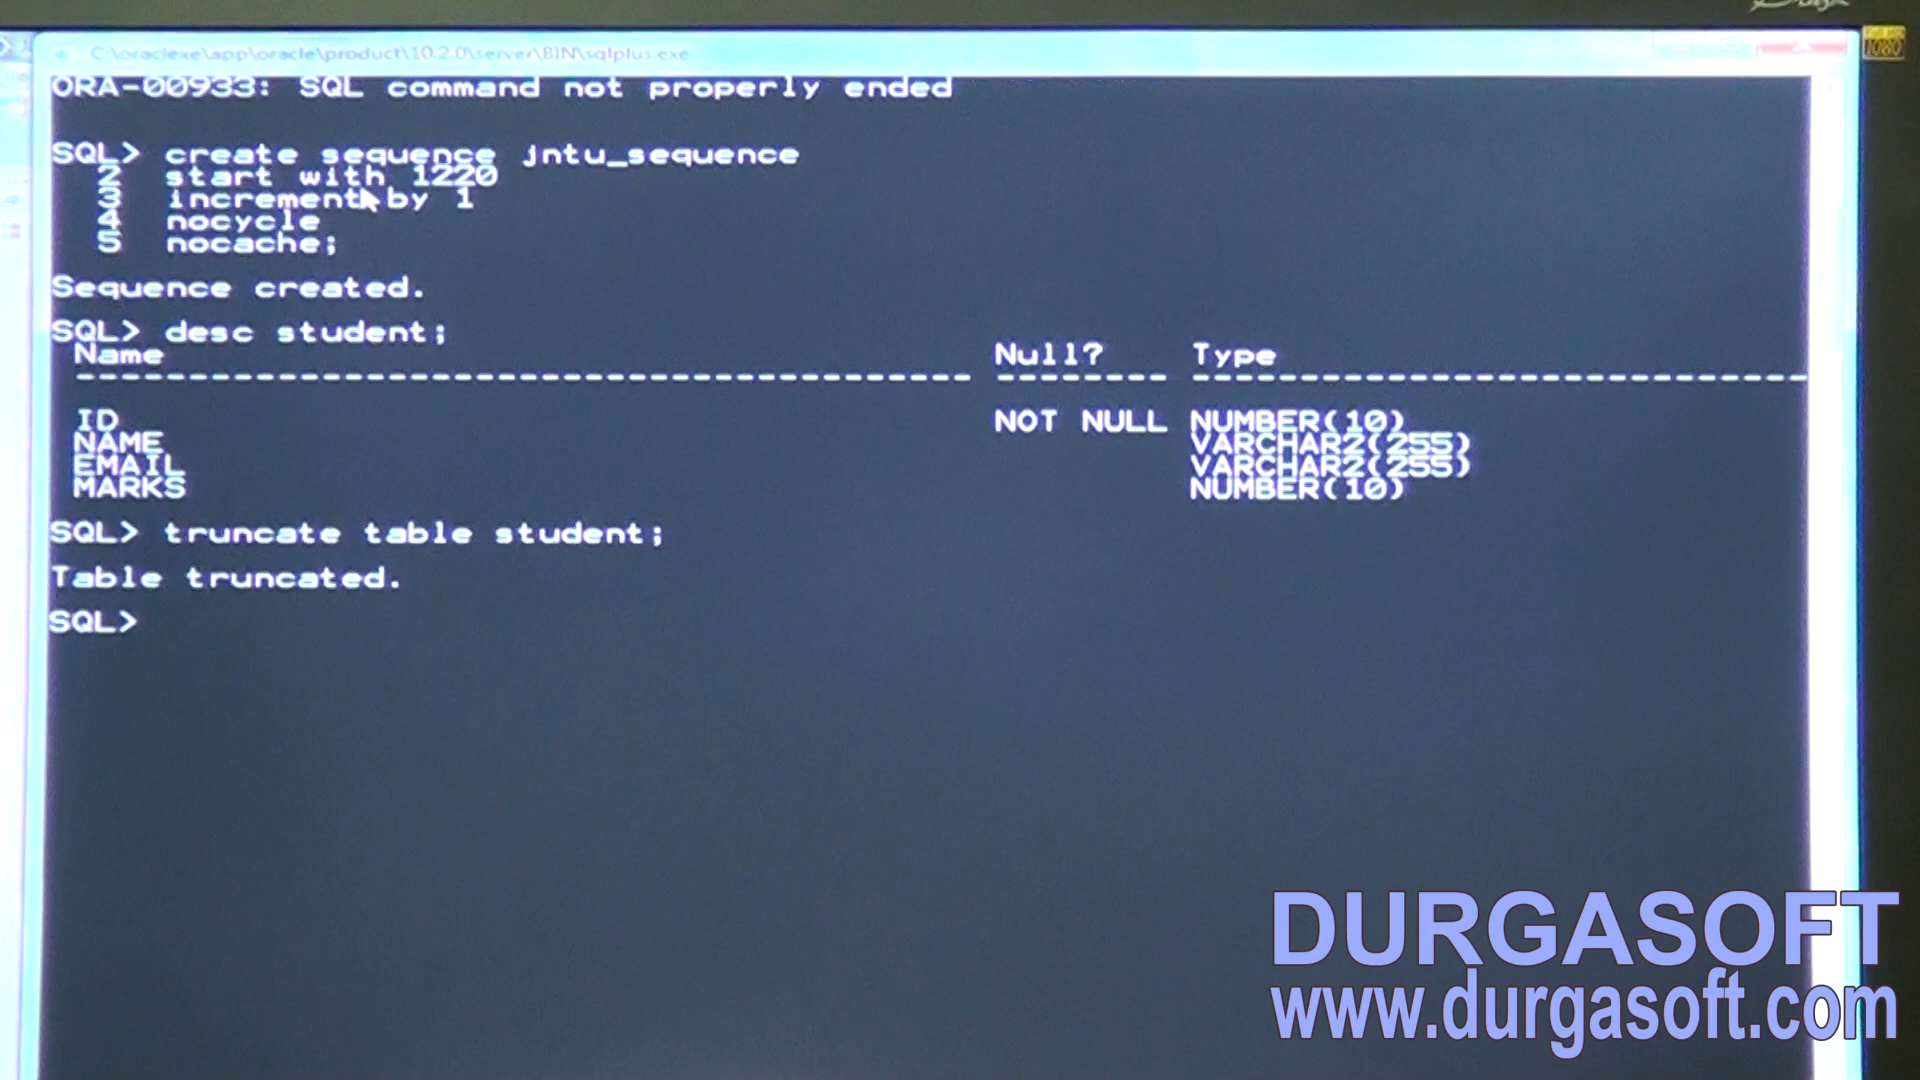 C:\oraclexe\app\oracle\product\10.2.0\server\BIN\sqlplus.exe
ORA-00933: SQL command not properly ended
SQL> create sequence jntu_sequence
2 start with 1220
3 increment by 1
4 nocycle
5 nocache;
Sequence created.
SQL> desc student;
Name Null? Type
ID NOT NULL NUMBER(10)
NAME VARCHAR2(255)
EMAIL VARCHAR2(255)
MARKS NUMBER(10)
SQL> truncate table student;
Table truncated.
SQL>
DURGASOFT
www.durgasoft.com
1080